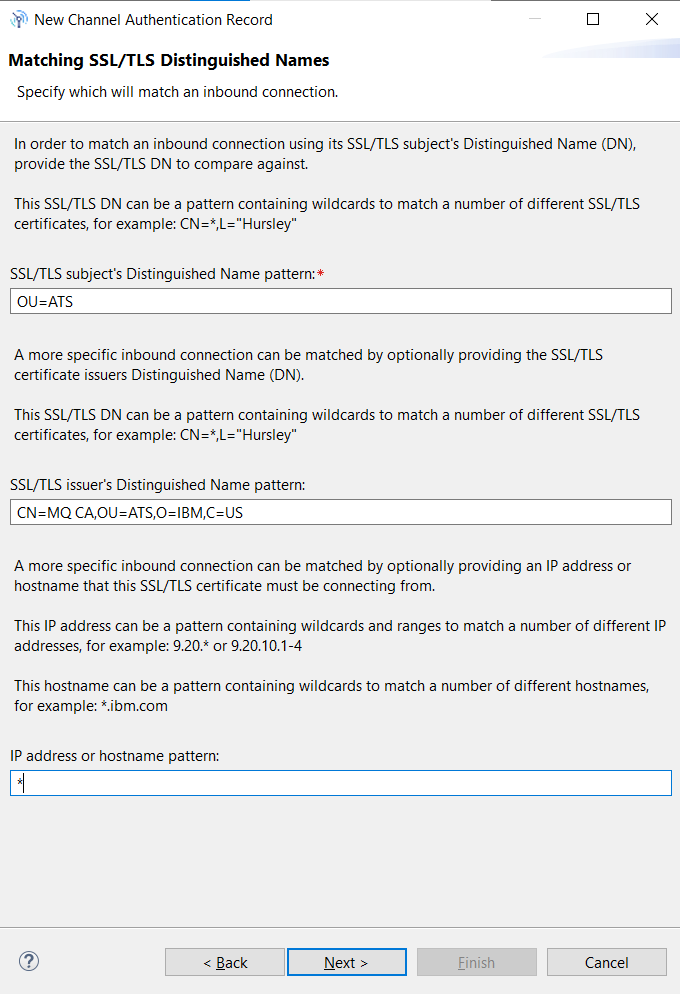 New Channel Authentication Record
Matching SSL/TLS Distinguished Names
Specify which will match an inbound connection.
In order to match an inbound connection using its SSL/TLS subject's Distinguished Name (DN),
provide the SSL/TLS DN to compare against.
This SSL/TLS DN can be a pattern containing wildcards to match a number of different SSL/TLS
certificates, for example: CN=*,L="Hursley"
SSL/TLS subject's Distinguished Name pattern:*
OU=ATS
A more specific inbound connection can be matched by optionally providing the SSL/TLS
certificate issuers Distinguished Name (DN).
This SSL/TLS DN can be a pattern containing wildcards to match a number of different SSL/TLS
certificates, for example: CN=*,L="Hursley"
SSL/TLS issuer's Distinguished Name pattern:
CN=MQ CA,OU=ATS,O=IBM,C=US
A more specific inbound connection can be matched by optionally providing an IP address or
hostname that this SSL/TLS certificate must be connecting from.
This IP address can be a pattern containing wildcards and ranges to match a number of different IP
addresses, for example: 9.20.* or 9.20.10.1-4
This hostname can be a pattern containing wildcards to match a number of different hostnames,
for example: *.ibm.com
IP address or hostname pattern:
*
? < Back Next > Finish Cancel